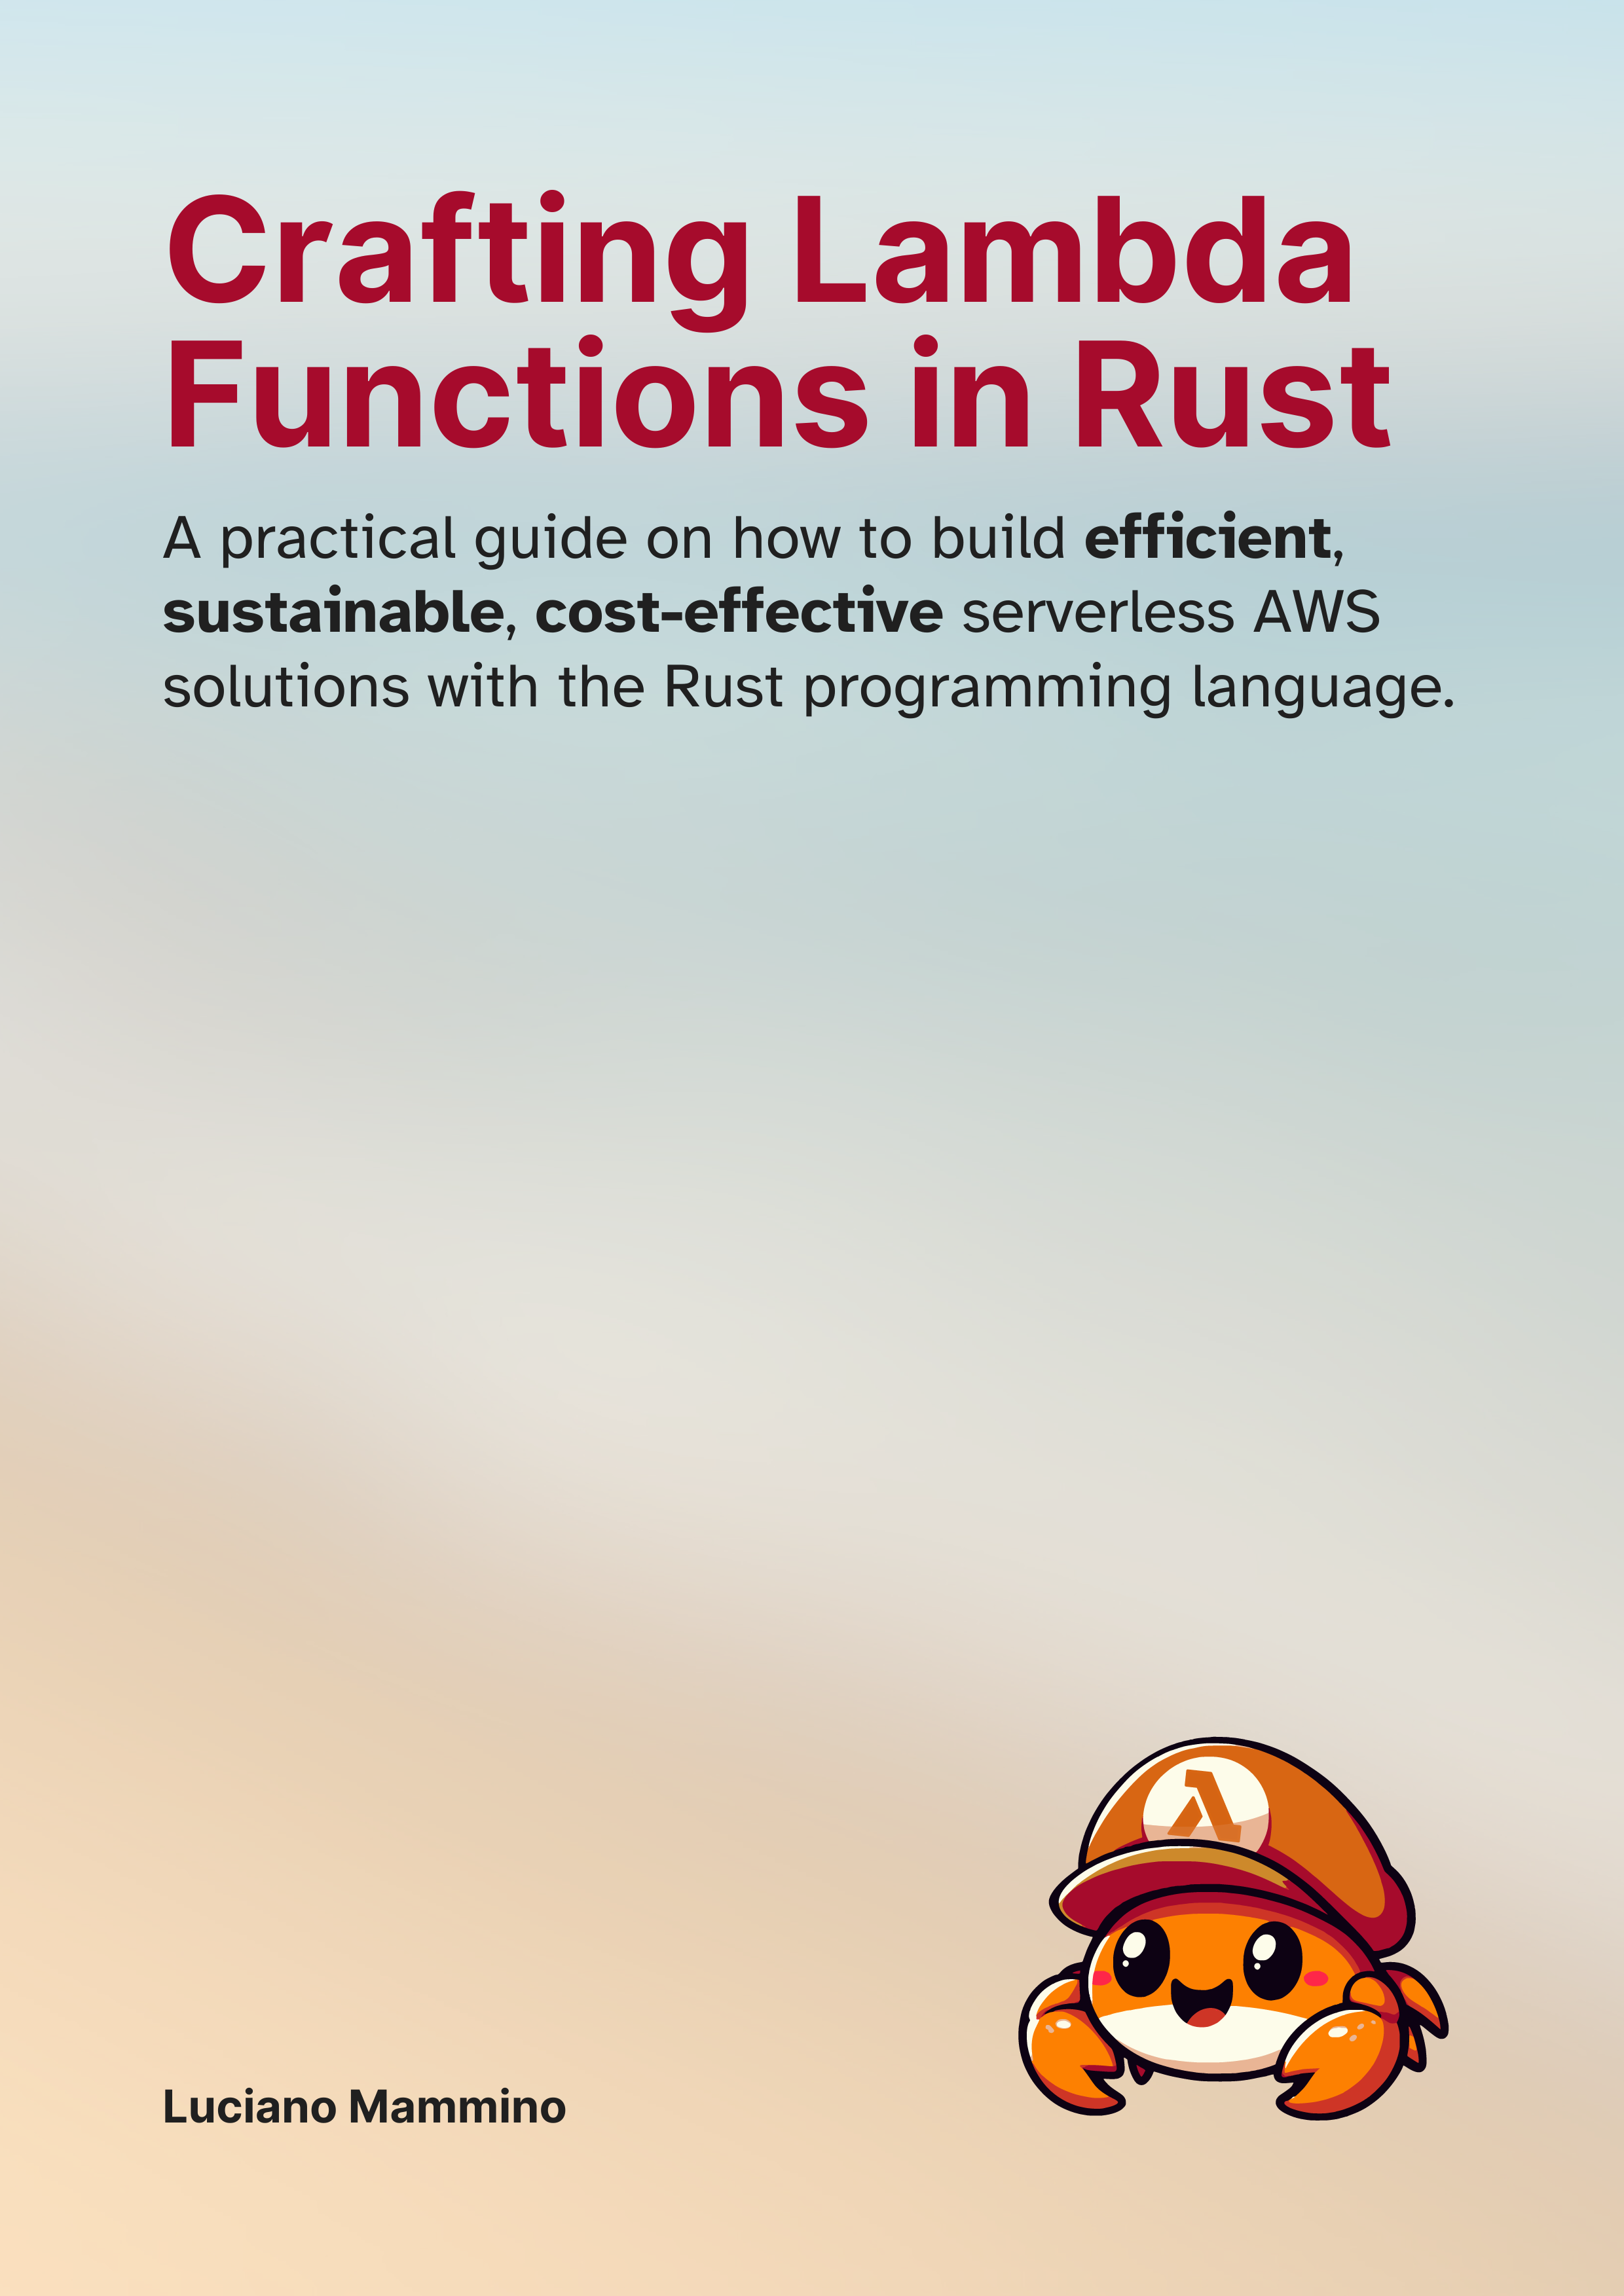 Crafting Lambda
Functions in Rust
A practical guide on how to build efficient,
sustainable, cost-effective serverless AWS
solutions with the Rust programming language.
Luciano Mammino